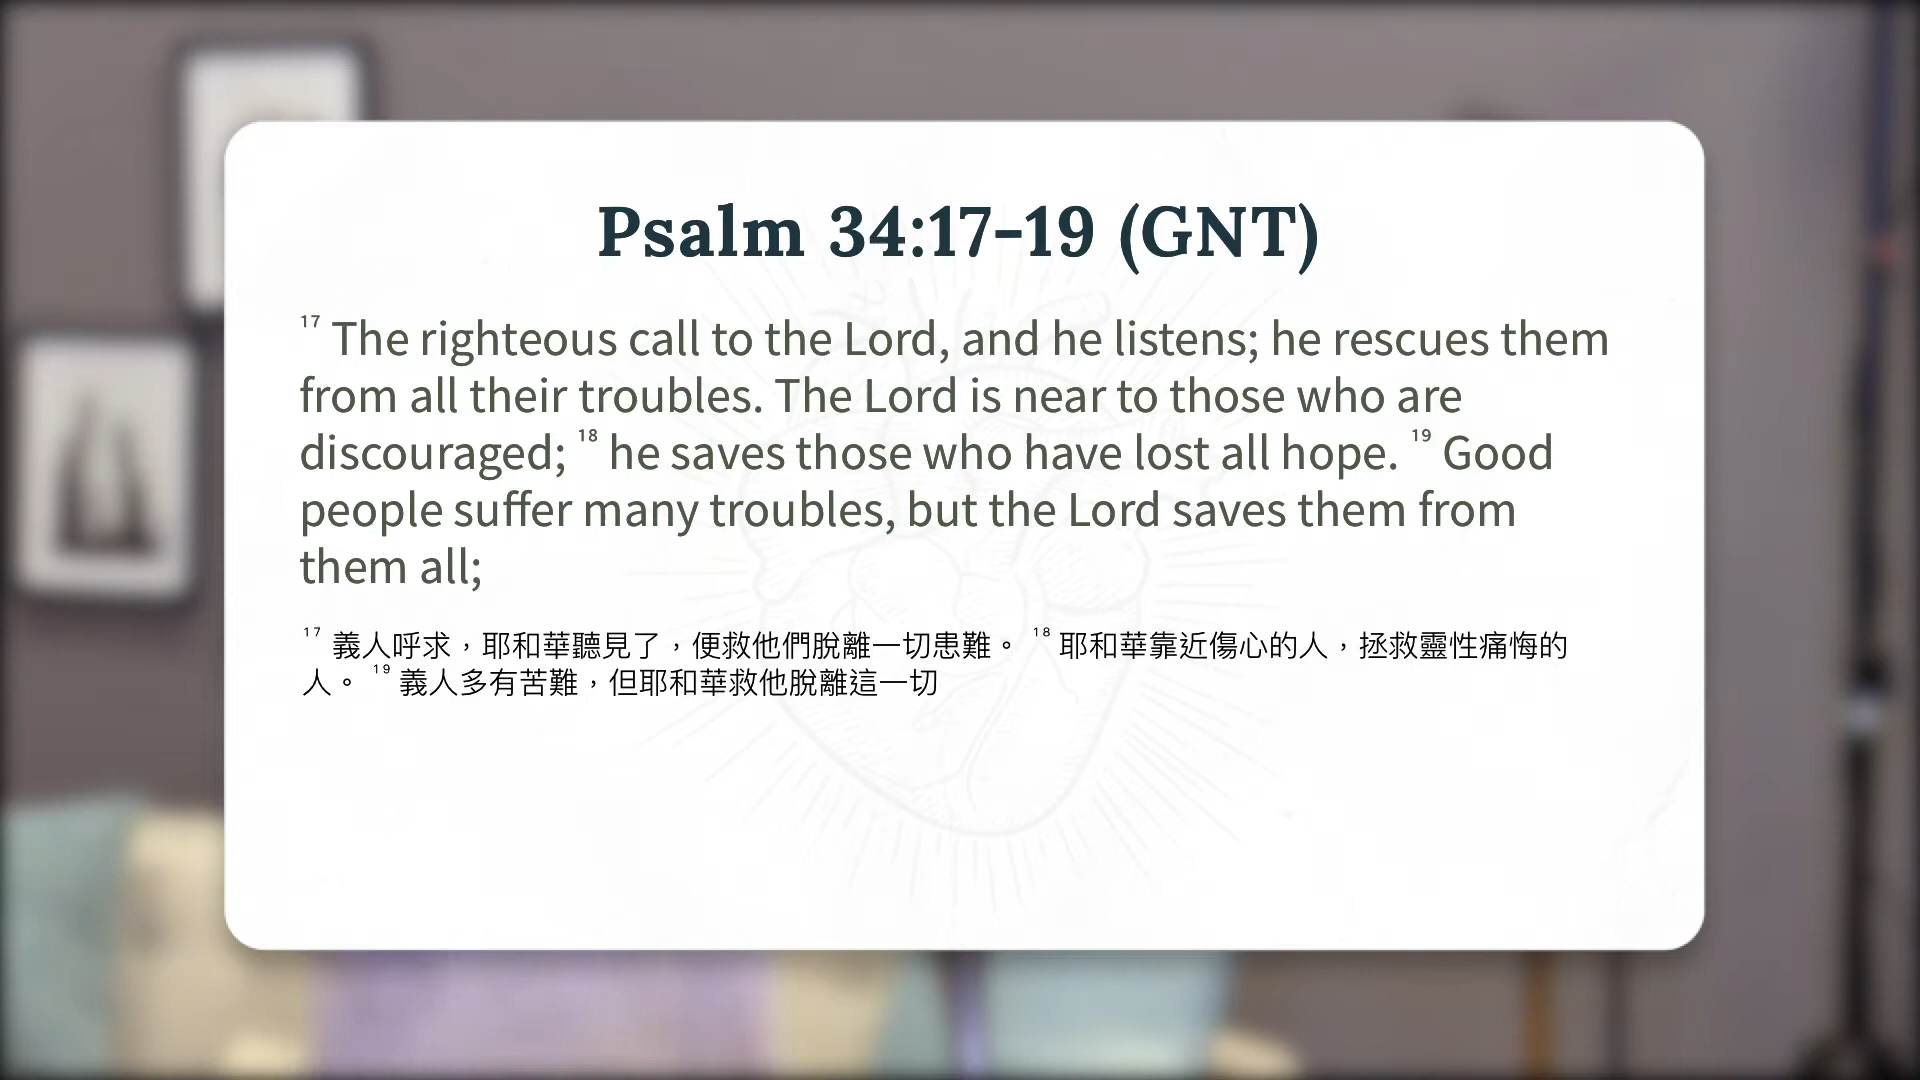 Psalm 34:17-19 (GNT)
17 The righteous call to the Lord, and he listens; he rescues them
from all their troubles. The Lord is near to those who are
discouraged; 18 he saves those who have lost all hope. 19 Good
people suffer many troubles, but the Lord saves them from
them all;
17 義人呼求，耶和華聽見了，便救他們脫離一切患難。 18 耶和華靠近傷心的人，拯救靈性痛悔的
人。 19 義人多有苦難，但耶和華救他脫離這一切